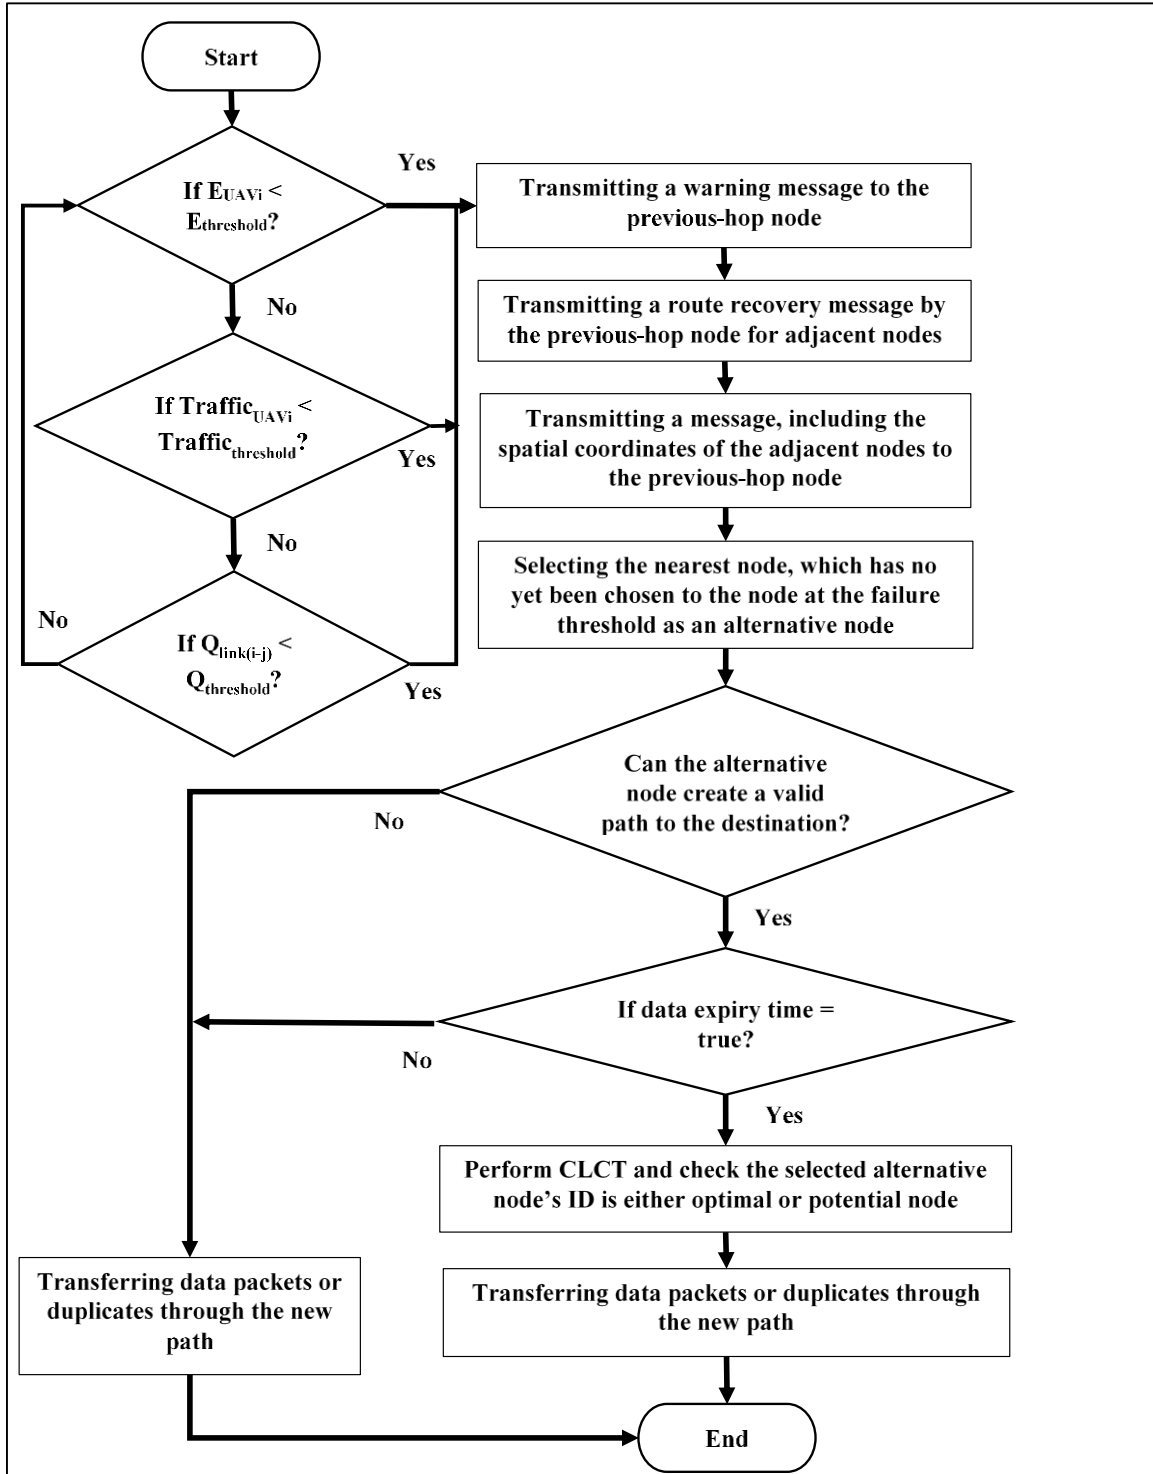 Start
If EUAVi <
Ethreshold?
Yes
No
If TrafficUAVi <
Trafficthreshold?
Yes
No
If Qlink(i-j) <
Qthreshold?
No
Yes
Transmitting a warning message to the
previous-hop node
Transmitting a route recovery message by
the previous-hop node for adjacent nodes
Transmitting a message, including the
spatial coordinates of the adjacent nodes to
the previous-hop node
Selecting the nearest node, which has no
yet been chosen to the node at the failure
threshold as an alternative node
Can the alternative
node create a valid
path to the destination?
No
Yes
If data expiry time =
true?
No
Yes
Perform CLCT and check the selected alternative
node’s ID is either optimal or potential node
Transferring data packets or
duplicates through the new
path
Transferring data packets or duplicates through
the new path
End